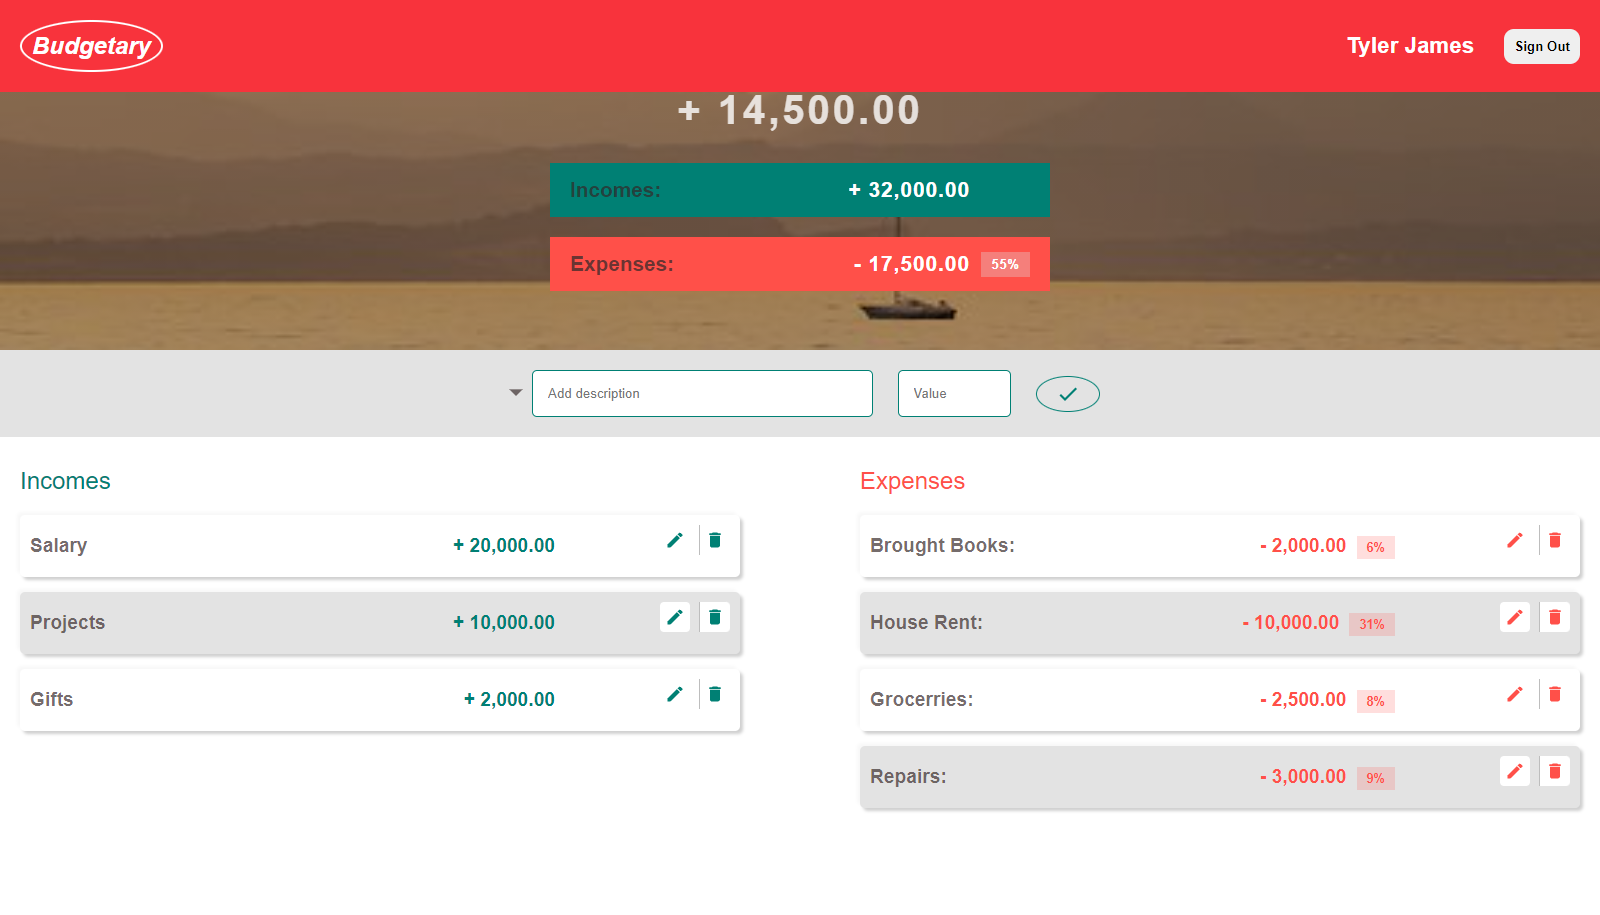 Budgetary
Tyler James
Sign Out
+ 14,500.00
Incomes: + 32,000.00
Expenses: - 17,500.00 55%
Add description Value
Incomes
Salary + 20,000.00
Projects + 10,000.00
Gifts + 2,000.00
Expenses
Brought Books: - 2,000.00 6%
House Rent: - 10,000.00 31%
Grocerries: - 2,500.00 8%
Repairs: - 3,000.00 9%